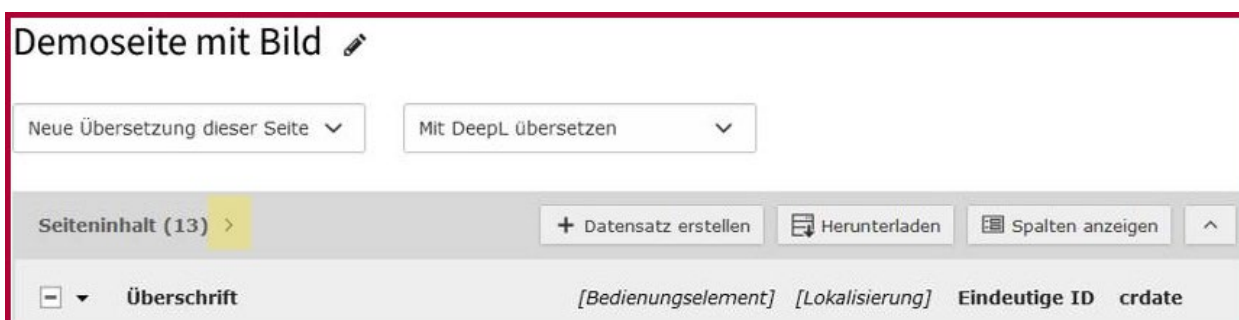 Demoseite mit Bild
Neue Übersetzung dieser Seite
Mit DeepL übersetzen
Seiteninhalt (13) >
+ Datensatz erstellen
Herunterladen
Spalten anzeigen
Überschrift
[Bedienungselement]
[Lokalisierung]
Eindeutige ID
crdate